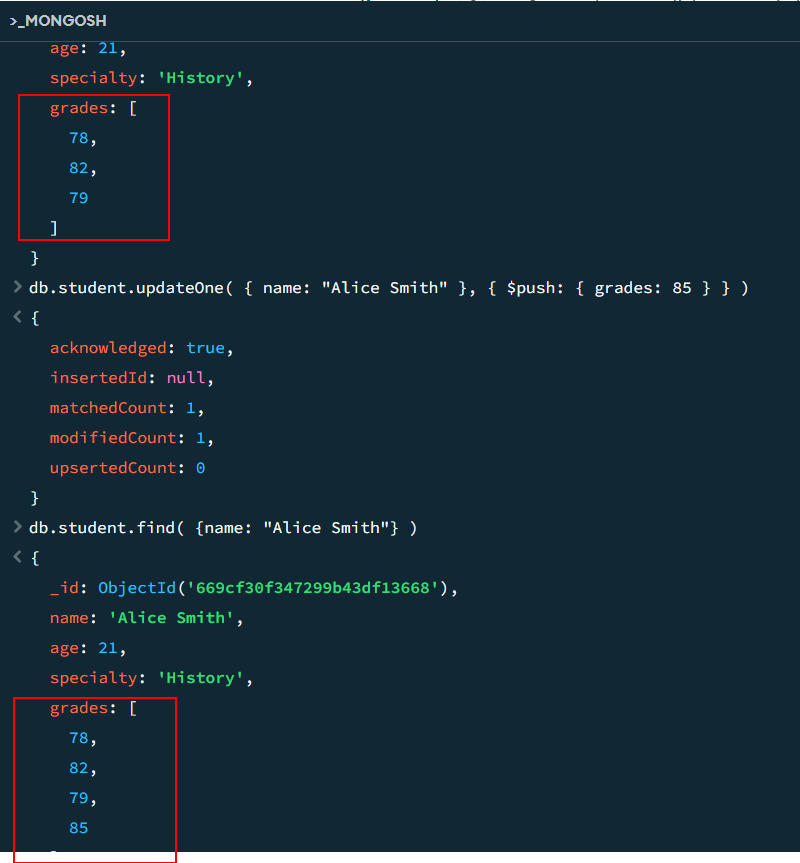 >_MONGOSH
age: 21,
specialty: 'History',
grades: [
78,
82,
79
]
}
> db.student.updateOne( { name: "Alice Smith" }, { $push: { grades: 85 } } )
< {
acknowledged: true,
insertedId: null,
matchedCount: 1,
modifiedCount: 1,
upsertedCount: 0
}
> db.student.find( {name: "Alice Smith"} )
< {
_id: ObjectId('669cf30f347299b43df13668'),
name: 'Alice Smith',
age: 21,
specialty: 'History',
grades: [
78,
82,
79,
85